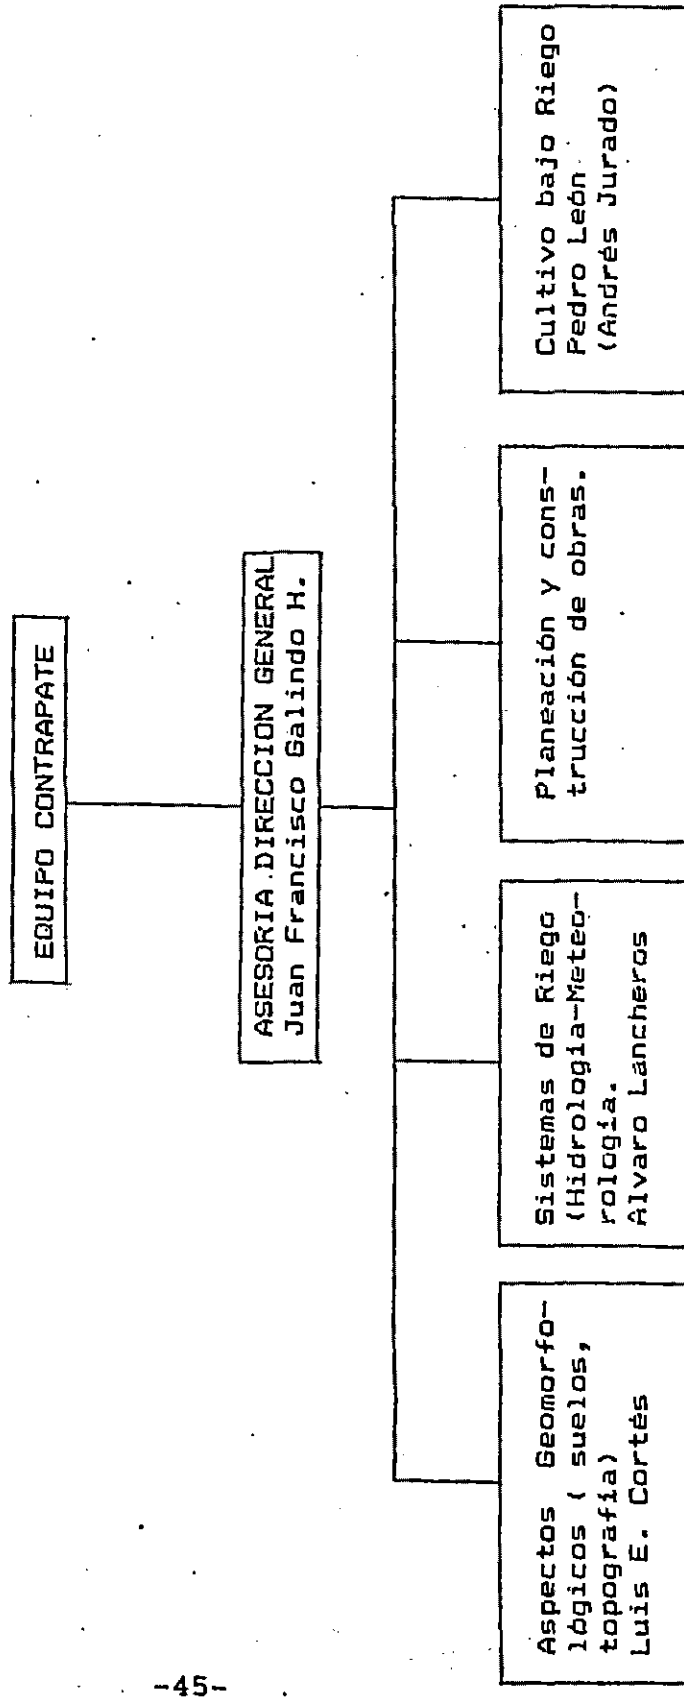 EQUIPO CONTRAPATE
ASESORIA.DIRECCION GENERAL
Juan Francisco Galindo H.
Aspectos Geomorfo-
lógicos ( suelos,
topografía)
Luis E. Cortés
Sistemas de Riego
(Hidrología-Meteo-
rología.
Alvaro Lancheros
Planeación y cons-
trucción de obras.
Cultivo bajo Riego
Pedro León
(Andrés Jurado)
-45-